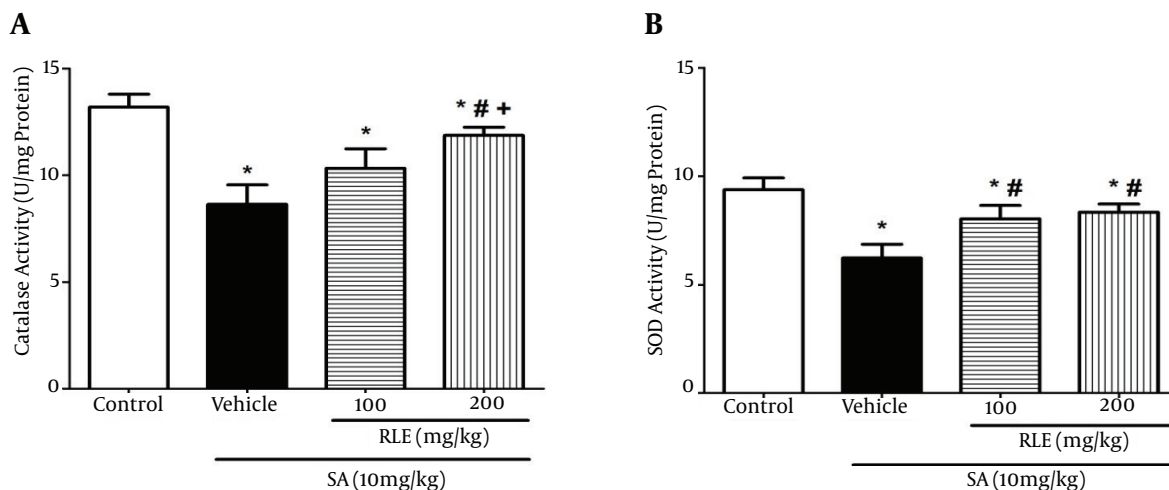 A
Catalase Activity (U/mg Protein)
15
10
5
0
*
*
* # +
Control
Vehicle
100
200
RLE (mg/kg)
SA (10mg/kg)
B
SOD Activity (U/mg Protein)
15
10
5
0
*
* #
* #
Control
Vehicle
100
200
RLE (mg/kg)
SA (10mg/kg)